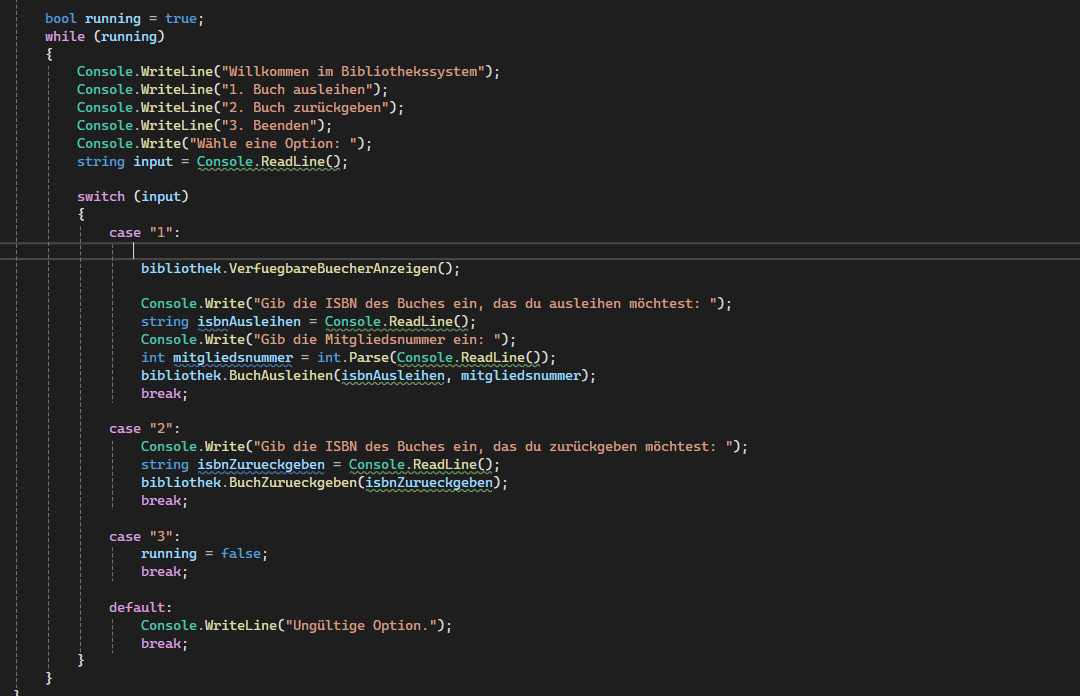 bool running = true;
while (running)
{
Console.WriteLine("Willkommen im Bibliothekssystem");
Console.WriteLine("1. Buch ausleihen");
Console.WriteLine("2. Buch zurückgeben");
Console.WriteLine("3. Beenden");
Console.Write("Wähle eine Option: ");
string input = Console.ReadLine();
switch (input)
{
case "1":
bibliothek.VerfuegbareBuecherAnzeigen();
Console.Write("Gib die ISBN des Buches ein, das du ausleihen möchtest: ");
string isbnAusleihen = Console.ReadLine();
Console.Write("Gib die Mitgliedsnummer ein: ");
int mitgliedsnummer = int.Parse(Console.ReadLine());
bibliothek.BuchAusleihen(isbnAusleihen, mitgliedsnummer);
break;
case "2":
Console.Write("Gib die ISBN des Buches ein, das du zurückgeben möchtest: ");
string isbnZurueckgeben = Console.ReadLine();
bibliothek.BuchZurueckgeben(isbnZurueckgeben);
break;
case "3":
running = false;
break;
default:
Console.WriteLine("Ungültige Option.");
break;
}
}
}